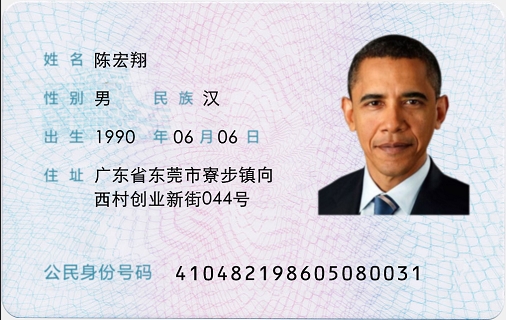 姓名 陈宏翔
性别 男 民族 汉
出生 1990 年 06 月 06 日
住址 广东省东莞市寮步镇向
西村创业新街044号
公民身份号码 410482198605080031